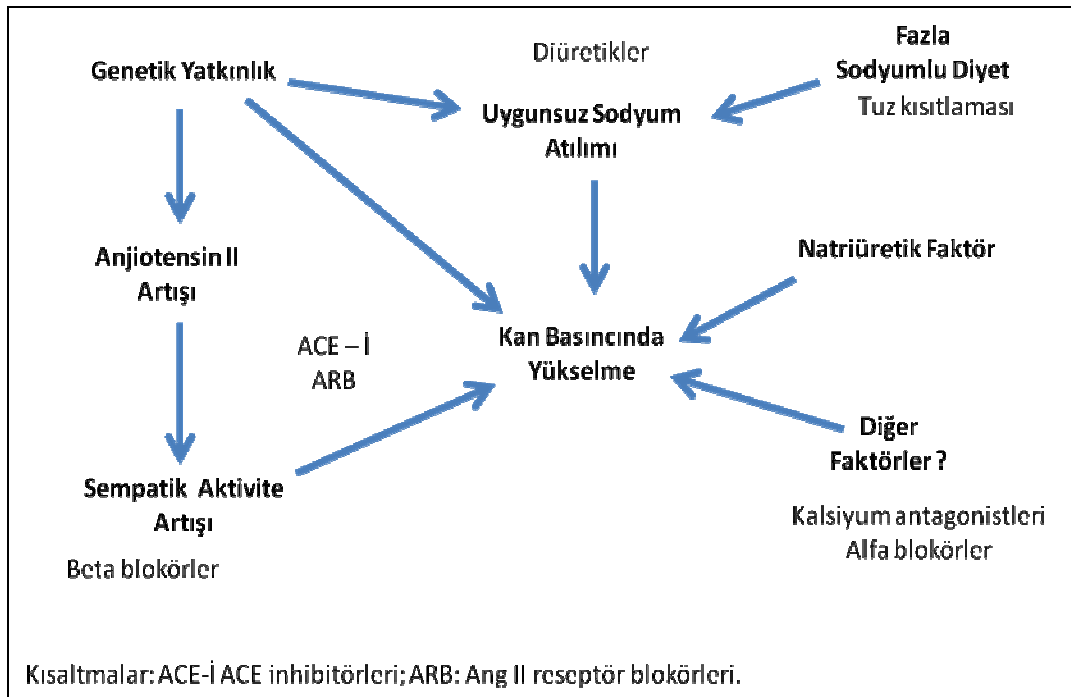 Genetik Yatkınlık
Diüretikler
Fazla
Sodyumlu Diyet
Tuz kısıtlaması
Uygunsuz Sodyum
Atılımı
Anjiotensin II
Artışı
Natriüretik Faktör
ACE – İ
ARB
Kan Basıncında
Yükselme
Sempatik Aktivite
Artışı
Beta blokörler
Diğer
Faktörler ?
Kalsiyum antagonistleri
Alfa blokörler
Kısaltmalar: ACE-İ ACE inhibitörleri; ARB: Ang II reseptör blokörleri.